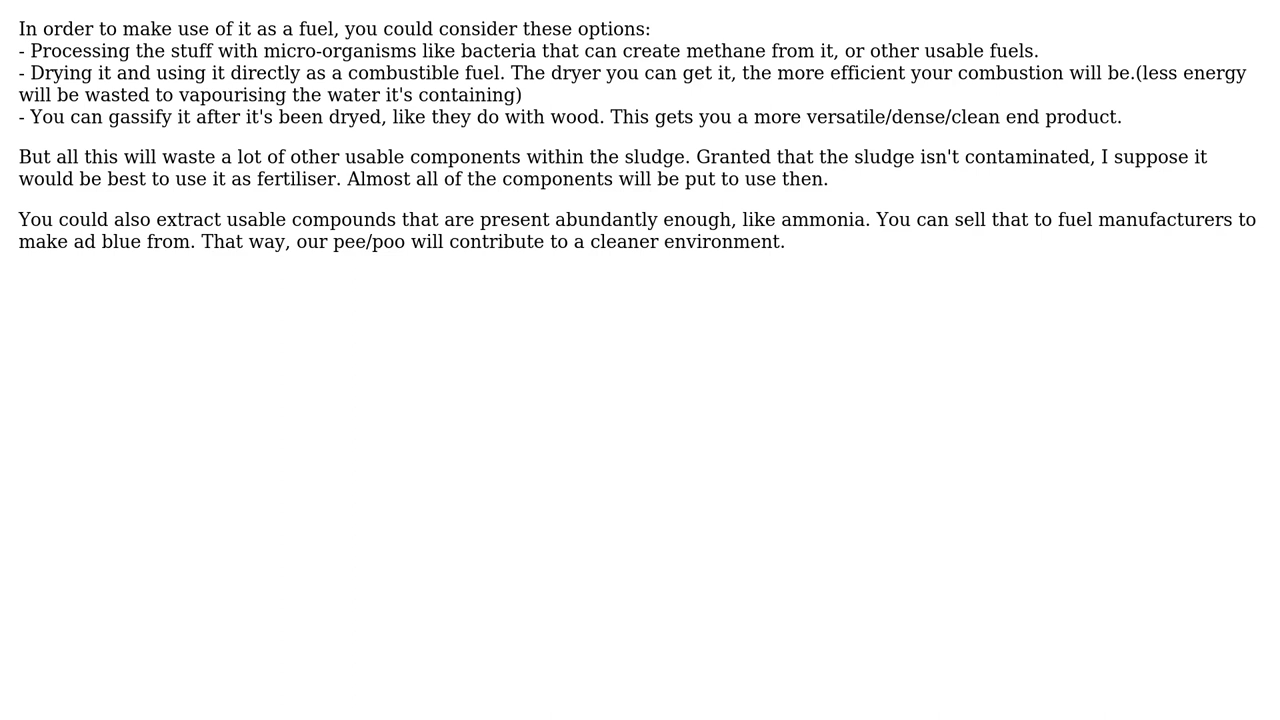 In order to make use of it as a fuel, you could consider these options:
- Processing the stuff with micro-organisms like bacteria that can create methane from it, or other usable fuels.
- Drying it and using it directly as a combustible fuel. The dryer you can get it, the more efficient your combustion will be.(less energy
will be wasted to vapourising the water it's containing)
- You can gassify it after it's been dryed, like they do with wood. This gets you a more versatile/dense/clean end product.
But all this will waste a lot of other usable components within the sludge. Granted that the sludge isn't contaminated, I suppose it
would be best to use it as fertiliser. Almost all of the components will be put to use then.
You could also extract usable compounds that are present abundantly enough, like ammonia. You can sell that to fuel manufacturers to
make ad blue from. That way, our pee/poo will contribute to a cleaner environment.